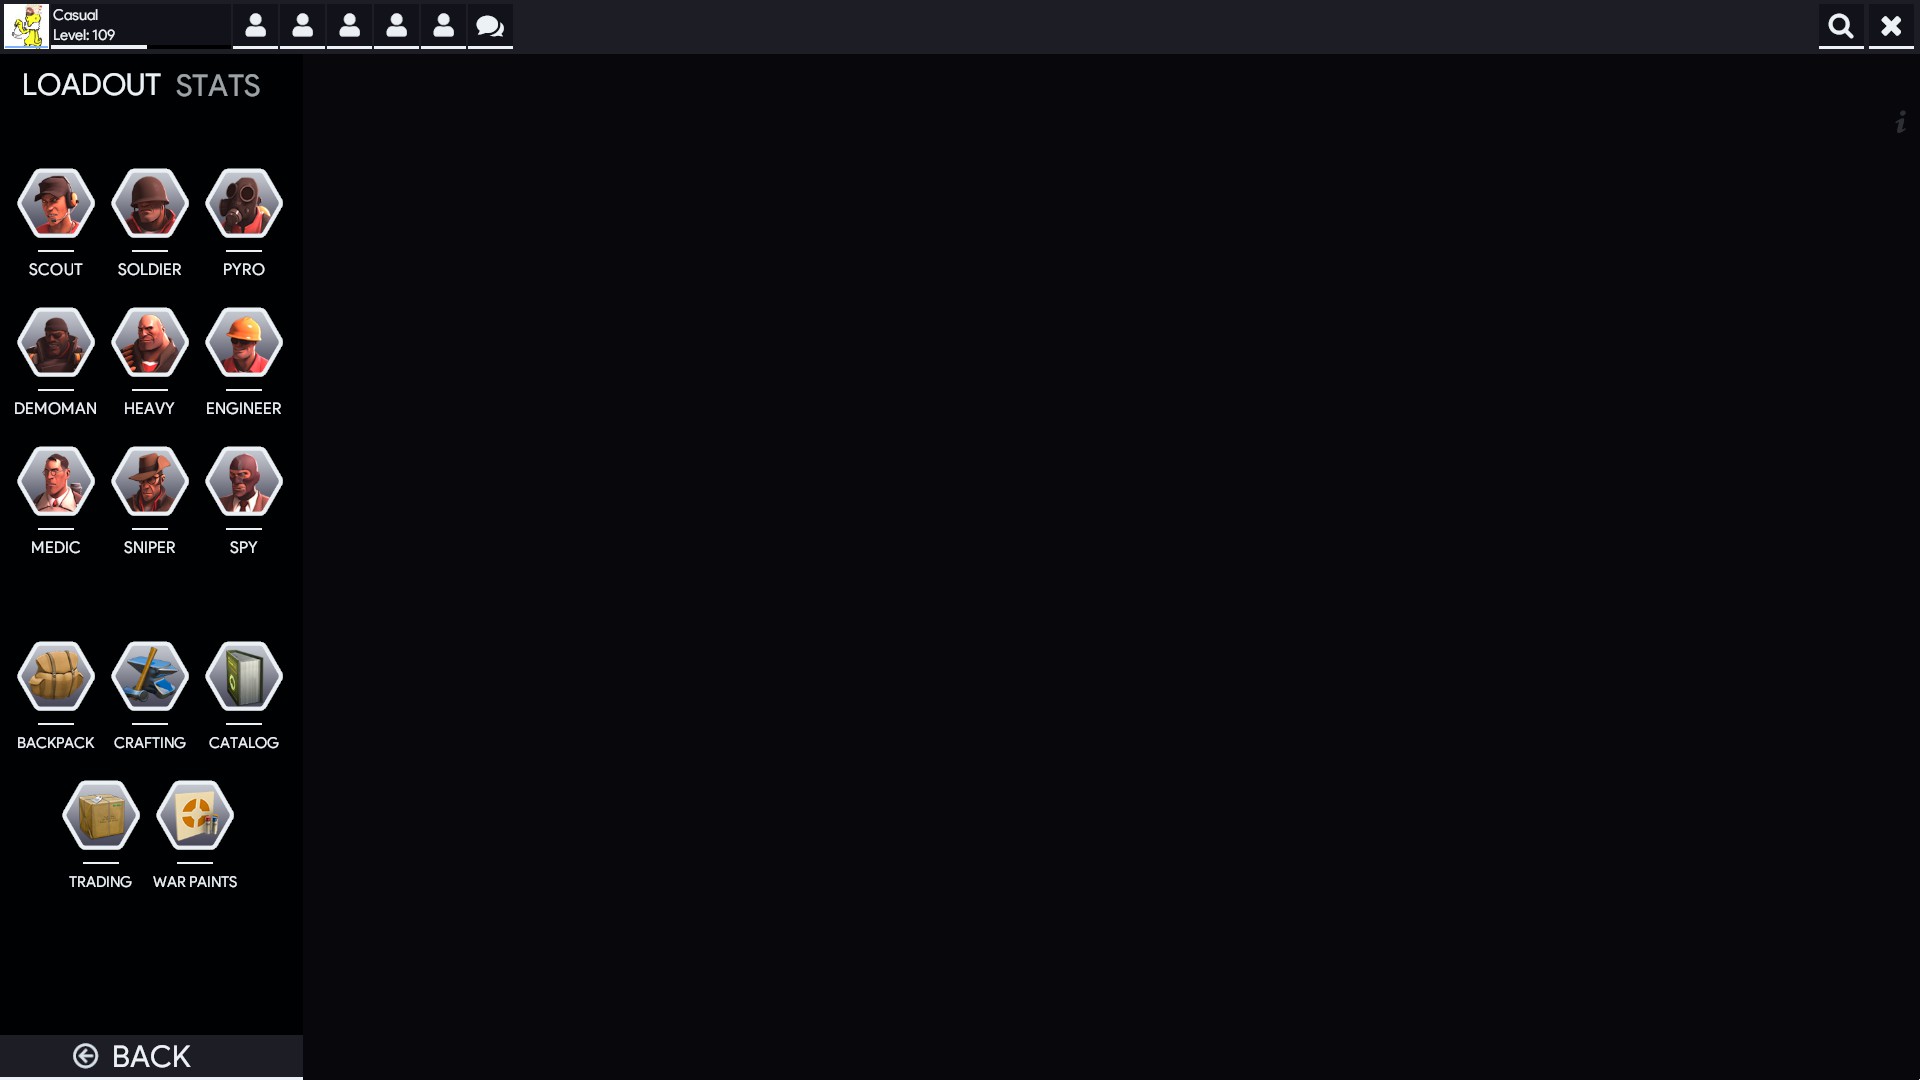 Casual
Level: 109
LOADOUT STATS
i
SCOUT SOLDIER PYRO
DEMOMAN HEAVY ENGINEER
MEDIC SNIPER SPY
BACKPACK CRAFTING CATALOG
TRADING WAR PAINTS
BACK